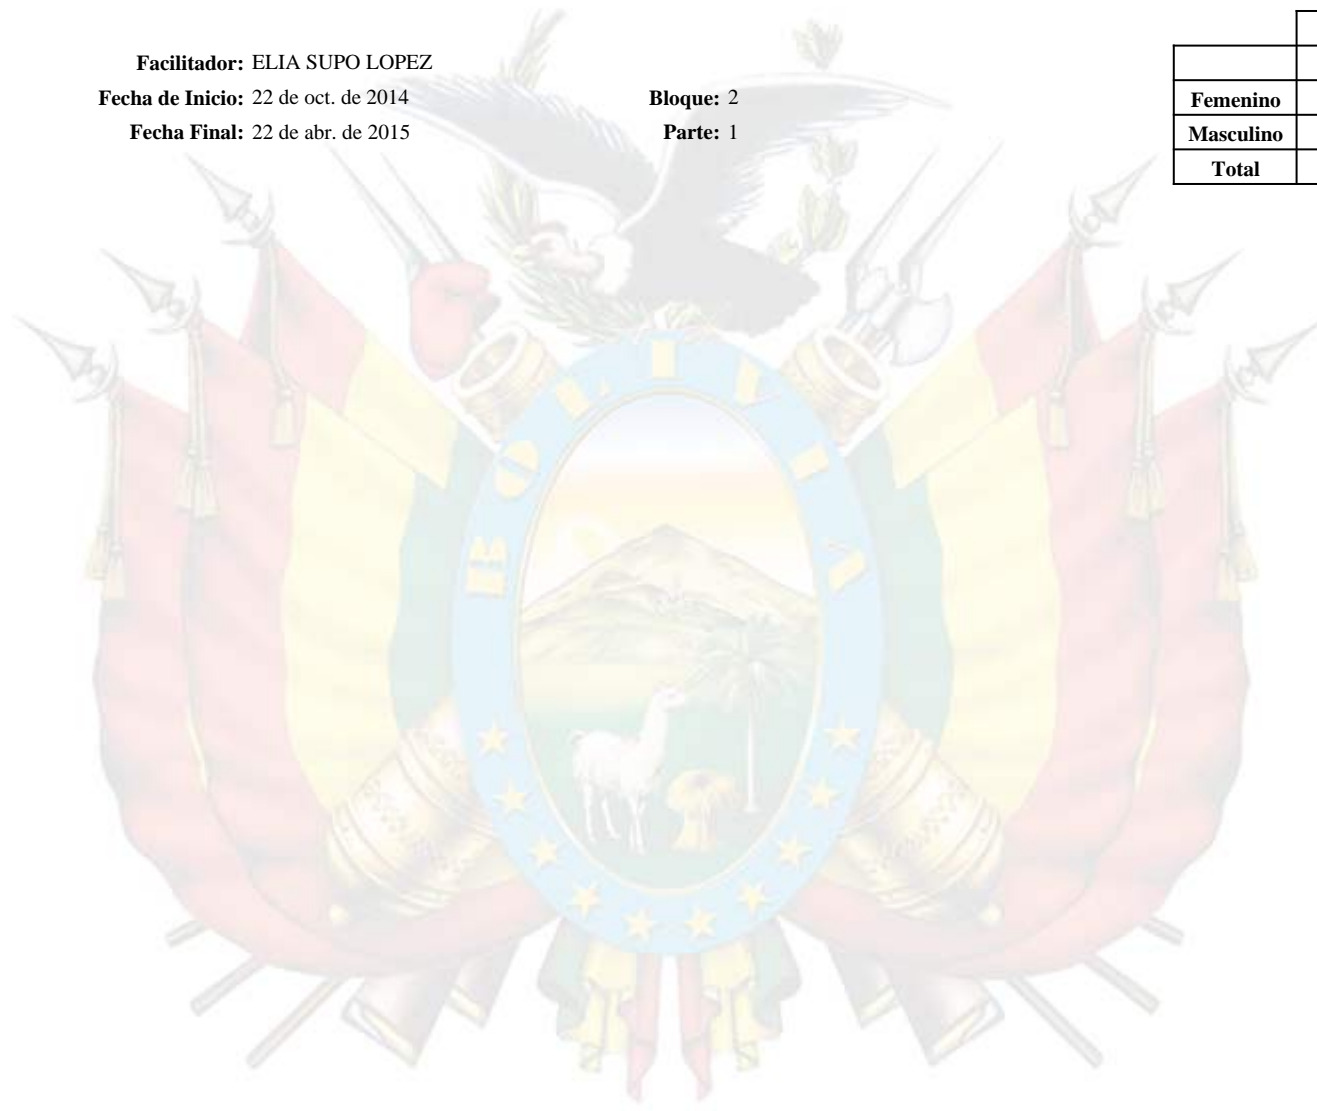 Facilitador: ELIA SUPO LOPEZ
Fecha de Inicio: 22 de oct. de 2014 Bloque: 2
Fecha Final: 22 de abr. de 2015 Parte: 1
Femenino
Masculino
Total
BOLIVIA